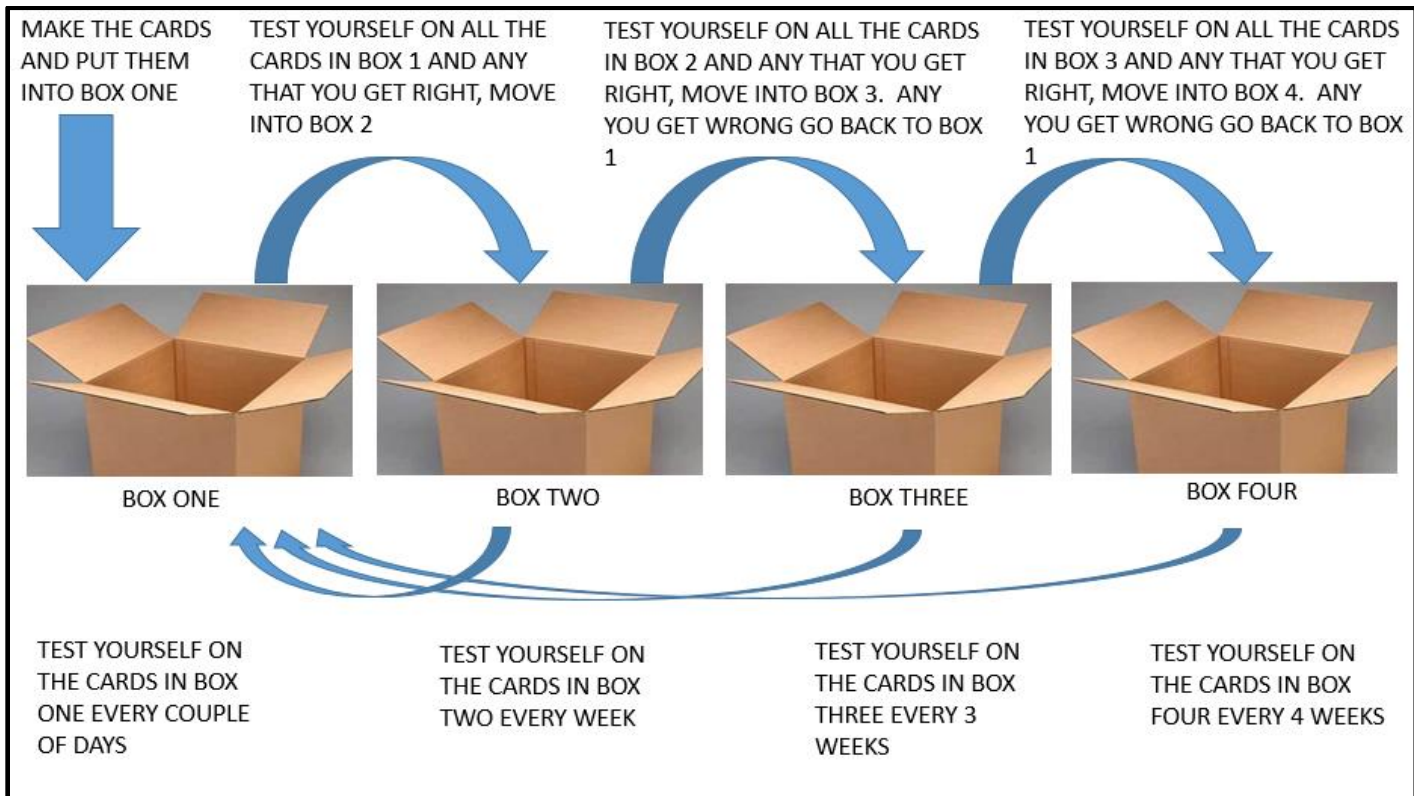 MAKE THE CARDS
AND PUT THEM
INTO BOX ONE
TEST YOURSELF ON ALL THE
CARDS IN BOX 1 AND ANY
THAT YOU GET RIGHT, MOVE
INTO BOX 2
TEST YOURSELF ON ALL THE CARDS
IN BOX 2 AND ANY THAT YOU GET
RIGHT, MOVE INTO BOX 3.  ANY
YOU GET WRONG GO BACK TO BOX
1
TEST YOURSELF ON ALL THE CARDS
IN BOX 3 AND ANY THAT YOU GET
RIGHT, MOVE INTO BOX 4.  ANY
YOU GET WRONG GO BACK TO BOX
1
BOX ONE
BOX TWO
BOX THREE
BOX FOUR
TEST YOURSELF ON
THE CARDS IN BOX
ONE EVERY COUPLE
OF DAYS
TEST YOURSELF ON
THE CARDS IN BOX
TWO EVERY WEEK
TEST YOURSELF ON
THE CARDS IN BOX
THREE EVERY 3
WEEKS
TEST YOURSELF ON
THE CARDS IN BOX
FOUR EVERY 4 WEEKS